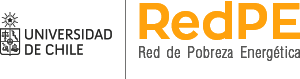 UNIVERSIDAD
DE CHILE
RedPE
Red de Pobreza Energética